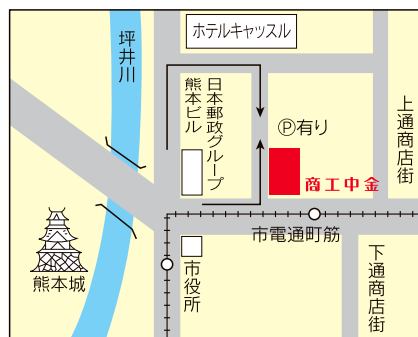 ホテルキャッスル
坪井川
日本郵政グループ
熊本ビル
Ⓟ有り
上通商店街
商工中金
市電通町筋
熊本城
市役所
下通商店街